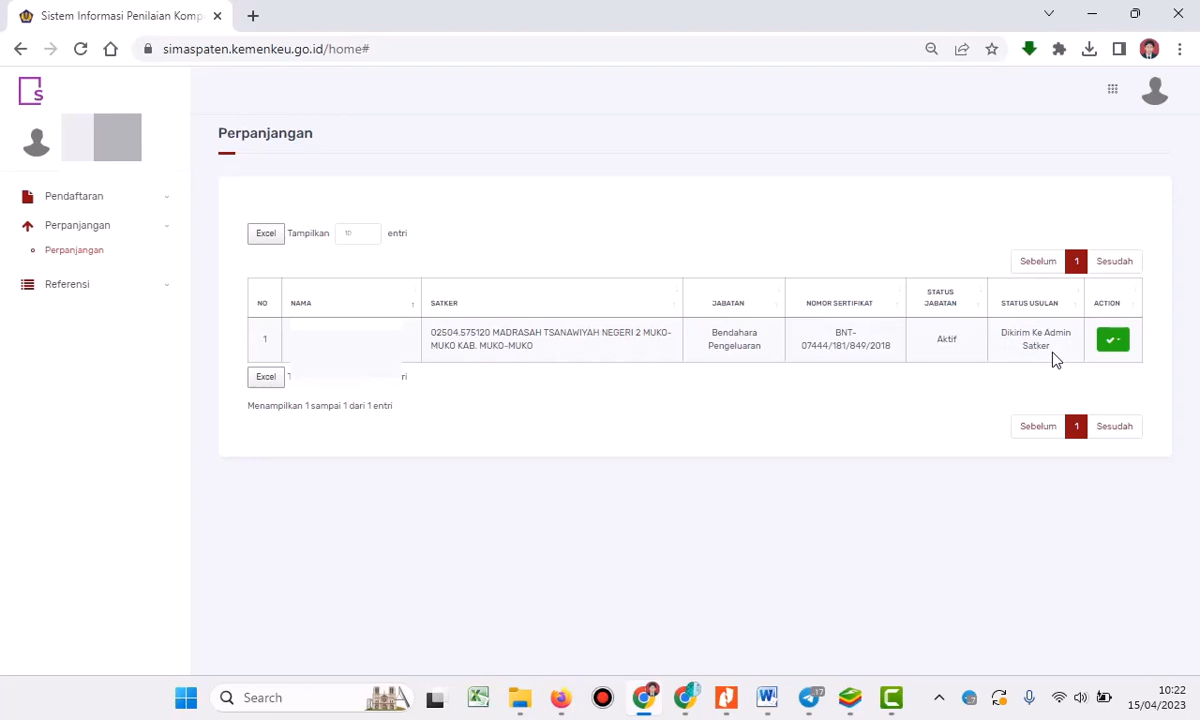 Sistem Informasi Penilaian Komp
simaspaten.kemenkeu.go.id/home#
S
Perpanjangan
Pendaftaran
Perpanjangan
Perpanjangan
Referensi
Excel Tampilkan 10 entri
Sebelum 1 Sesudah
NO NAMA SATKER JABATAN NOMOR SERTIFIKAT STATUS JABATAN STATUS USULAN ACTION
1 02504.575120 MADRASAH TSANAWIYAH NEGERI 2 MUKO- Bendahara BNT- Aktif Dikirim Ke Admin
MUKO KAB. MUKO-MUKO Pengeluaran 07444/181/849/2018 Satker
Excel T ri
Menampilkan 1 sampai 1 dari 1 entri
Sebelum 1 Sesudah
Search
17
10:22
15/04/2023